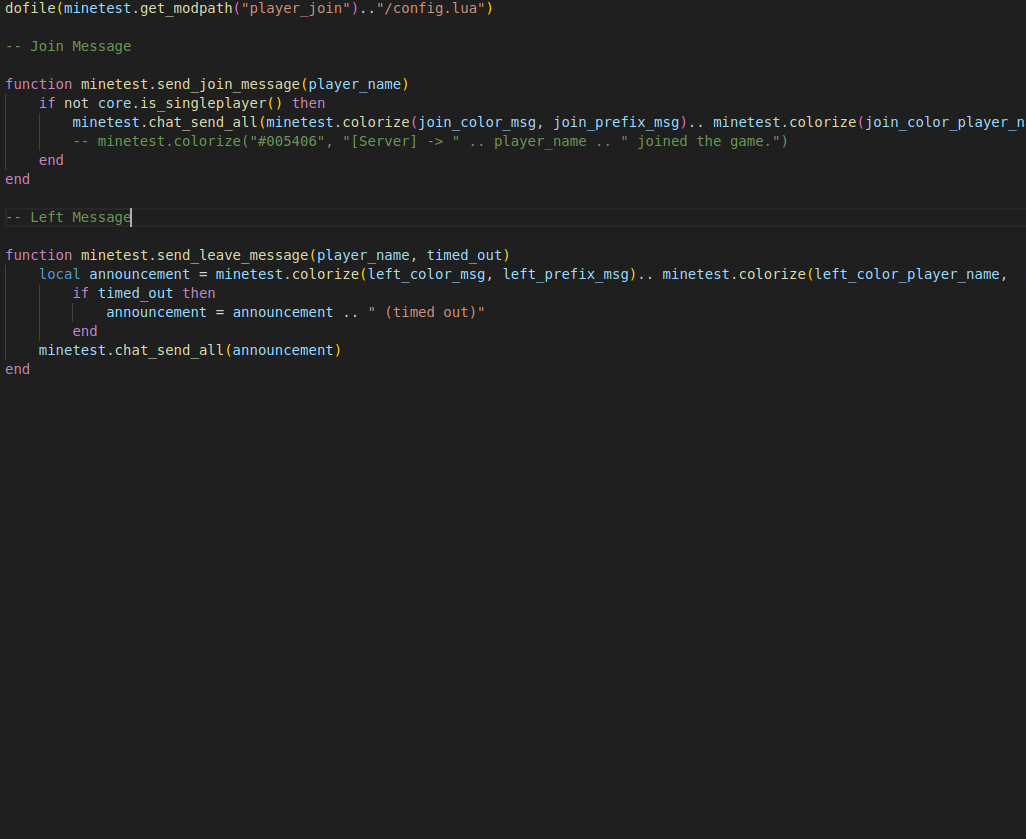 dofile(minetest.get_modpath("player_join").."/config.lua")
-- Join Message
function minetest.send_join_message(player_name)
if not core.is_singleplayer() then
minetest.chat_send_all(minetest.colorize(join_color_msg, join_prefix_msg).. minetest.colorize(join_color_player_n
-- minetest.colorize("#005406", "[Server] -> " .. player_name .. " joined the game.")
end
end
-- Left Message
function minetest.send_leave_message(player_name, timed_out)
local announcement = minetest.colorize(left_color_msg, left_prefix_msg).. minetest.colorize(left_color_player_name,
if timed_out then
announcement = announcement .. " (timed out)"
end
minetest.chat_send_all(announcement)
end